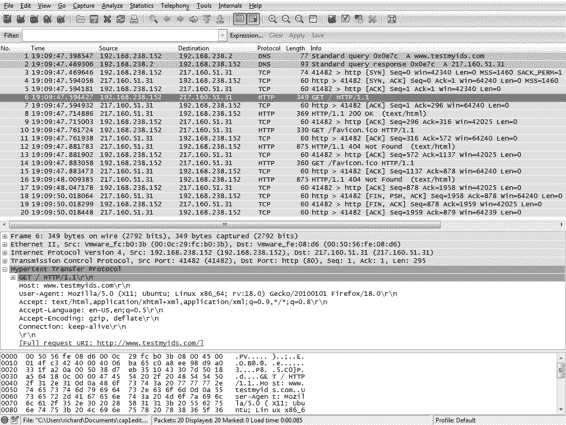 File Edit View Go Capture Analyze Statistics Telephony Tools Internals Help
Filter: Expression... Clear Apply Save
No. Time Source Destination Protocol Length Info
1 19:09:47.398547 192.168.238.152 192.168.238.2 DNS 77 Standard query 0x0e7c A www.testmyids.com
2 19:09:47.469306 192.168.238.2 192.168.238.152 DNS 93 Standard query response 0x0e7c A 217.160.51.31
3 19:09:47.469646 192.168.238.152 217.160.51.31 TCP 74 41482 > http [SYN] Seq=0 Win=42340 Len=0 MSS=1460 SACK_PERM=1
4 19:09:47.594058 217.160.51.31 192.168.238.152 TCP 60 http > 41482 [SYN, ACK] Seq=0 Ack=1 Win=64240 Len=0 MSS=1460
5 19:09:47.594181 192.168.238.152 217.160.51.31 TCP 60 41482 > http [ACK] Seq=1 Ack=1 Win=42340 Len=0
6 19:09:47.594427 192.168.238.152 217.160.51.31 HTTP 349 GET / HTTP/1.1
7 19:09:47.594932 217.160.51.31 192.168.238.152 TCP 60 http > 41482 [ACK] Seq=1 Ack=296 Win=64240 Len=0
8 19:09:47.714886 217.160.51.31 192.168.238.152 HTTP 369 HTTP/1.1 200 OK (text/html)
9 19:09:47.715003 192.168.238.152 217.160.51.31 TCP 60 41482 > http [ACK] Seq=296 Ack=316 Win=42025 Len=0
10 19:09:47.761724 192.168.238.152 217.160.51.31 HTTP 330 GET /favicon.ico HTTP/1.1
11 19:09:47.761938 217.160.51.31 192.168.238.152 TCP 60 http > 41482 [ACK] Seq=316 Ack=572 Win=64240 Len=0
12 19:09:47.881783 217.160.51.31 192.168.238.152 HTTP 875 HTTP/1.1 404 Not Found (text/html)
13 19:09:47.881902 192.168.238.152 217.160.51.31 TCP 60 41482 > http [ACK] Seq=572 Ack=1137 Win=42025 Len=0
14 19:09:47.883058 192.168.238.152 217.160.51.31 HTTP 360 GET /favicon.ico HTTP/1.1
15 19:09:47.883473 217.160.51.31 192.168.238.152 TCP 60 http > 41482 [ACK] Seq=1137 Ack=878 Win=64240 Len=0
16 19:09:48.009385 217.160.51.31 192.168.238.152 HTTP 875 HTTP/1.1 404 Not Found (text/html)
17 19:09:48.047178 192.168.238.152 217.160.51.31 TCP 60 41482 > http [ACK] Seq=878 Ack=1958 Win=42025 Len=0
18 19:09:50.018064 217.160.51.31 192.168.238.152 TCP 60 http > 41482 [FIN, PSH, ACK] Seq=1958 Ack=878 Win=64240 Len=0
19 19:09:50.018299 192.168.238.152 217.160.51.31 TCP 60 41482 > http [FIN, ACK] Seq=878 Ack=1959 Win=42025 Len=0
20 19:09:50.018448 217.160.51.31 192.168.238.152 TCP 60 http > 41482 [ACK] Seq=1959 Ack=879 Win=64239 Len=0
Frame 6: 349 bytes on wire (2792 bits), 349 bytes captured (2792 bits)
Ethernet II, Src: Vmware_fc:b0:3b (00:0c:29:fc:b0:3b), Dst: Vmware_fe:08:d6 (00:50:56:fe:08:d6)
Internet Protocol Version 4, Src: 192.168.238.152 (192.168.238.152), Dst: 217.160.51.31 (217.160.51.31)
Transmission Control Protocol, Src Port: 41482 (41482), Dst Port: http (80), Seq: 1, Ack: 1, Len: 295
Hypertext Transfer Protocol
GET / HTTP/1.1\r\n
Host: www.testmyids.com\r\n
User-Agent: Mozilla/5.0 (X11; Ubuntu; Linux x86_64; rv:18.0) Gecko/20100101 Firefox/18.0\r\n
Accept: text/html,application/xhtml+xml,application/xml;q=0.9,*/*;q=0.8\r\n
Accept-Language: en-US,en;q=0.5\r\n
Accept-Encoding: gzip, deflate\r\n
Connection: keep-alive\r\n
\r\n
[Full request URI: http://www.testmyids.com/]
0000 00 50 56 fe 08 d6 00 0c 29 fc b0 3b 08 00 45 00 .PV..... )..;..E.
0010 01 4f c3 42 40 00 40 06 ba 65 c0 a8 ee 98 d9 a0 .O.B@.@. .e......
0020 33 1f a2 0a 00 50 38 d7 eb 35 10 43 30 7d 50 18
0030 a5 64 18 0c 00 00 47 45 54 20 2f 20 48 54 54 50 .d....GE T / HTTP
0040 2f 31 2e 31 0d 0a 48 6f 73 74 3a 20 77 77 77 2e /1.1..Ho st: www.
0050 74 65 73 74 6d 79 69 64 73 2e 63 6f 6d 0d 0a 55 testmyid s.com..U
0060 73 65 72 2d 41 67 65 6e 74 3a 20 4d 6f 7a 69 6c ser-Agen t: Mozil
0070 6c 61 2f 35 2e 30 20 28 58 31 31 3b 20 55 62 75 la/5.0 ( X11; Ubu
0080 6e 74 75 3b 20 4c 69 6e 75 78 20 78 38 36 5f 36 ntu; Lin ux x86_6
File: "C:\Users\richard\Documents\cap1edit... Packets: 20 Displayed: 20 Marked: 0 Load time: 0:00.085 Profile: Default